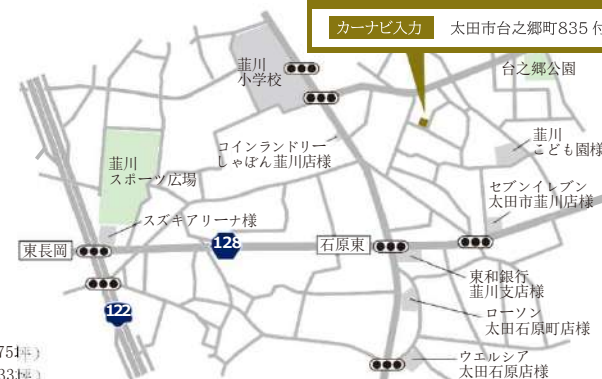 カーナビ入力 太田市台之郷町835付
韮川
小学校
台之郷公園
コインランドリー
しゃぼん韮川店様
韮川
こども園様
韮川
スポーツ広場
セブンイレブン
太田市韮川店様
スズキアリーナ様
東長岡
128
石原東
東和銀行
韮川支店様
122
ローソン
太田石原町店様
ウエルシア
太田石原店様